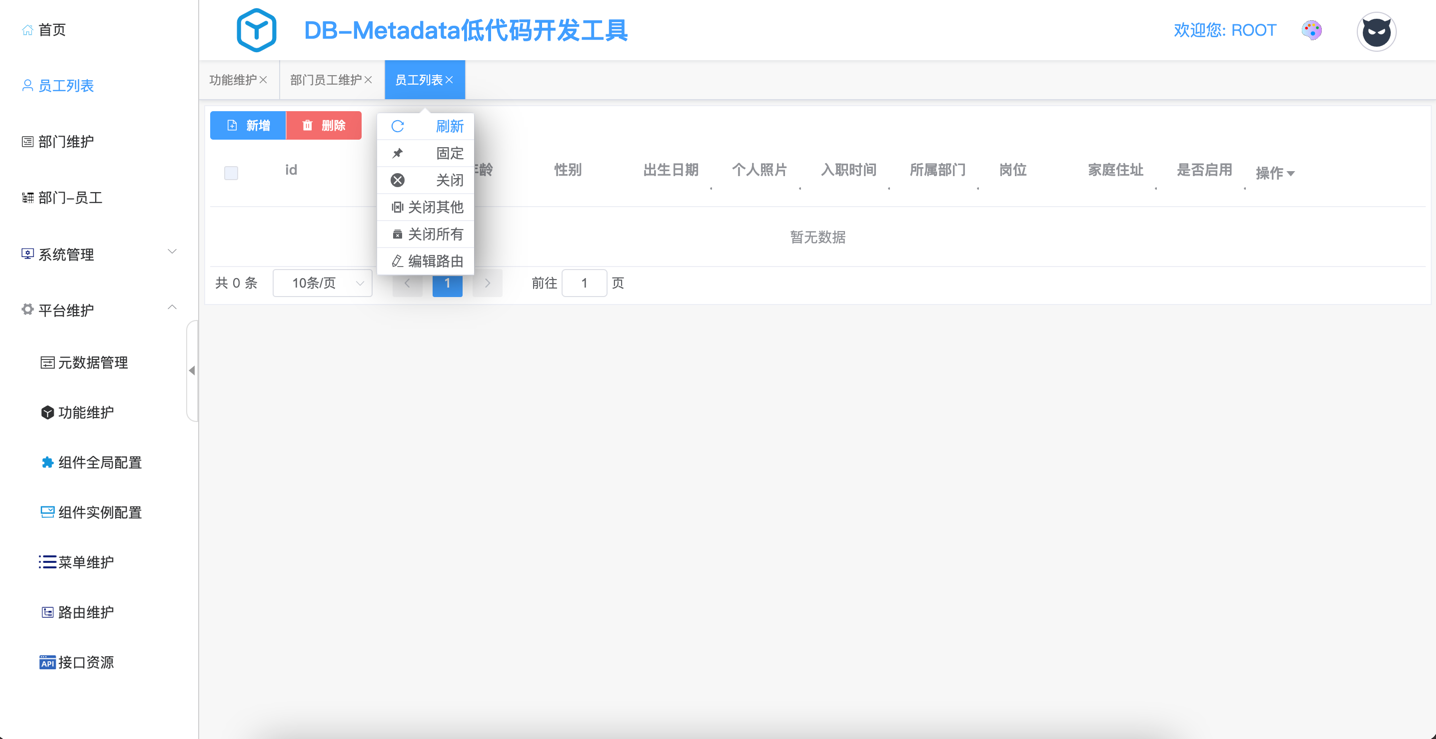 首页
员工列表
部门维护
部门-员工
系统管理
平台维护
元数据管理
功能维护
组件全局配置
组件实例配置
菜单维护
路由维护
API 接口资源
DB-Metadata低代码开发工具
欢迎您: ROOT
功能维护 部门员工维护 员工列表
新增 删除
刷新
固定
关闭
关闭其他
关闭所有
编辑路由
id 性别 出生日期 个人照片 入职时间 所属部门 岗位 家庭住址 是否启用 操作
暂无数据
共 0 条 10条/页 1 前往 1 页